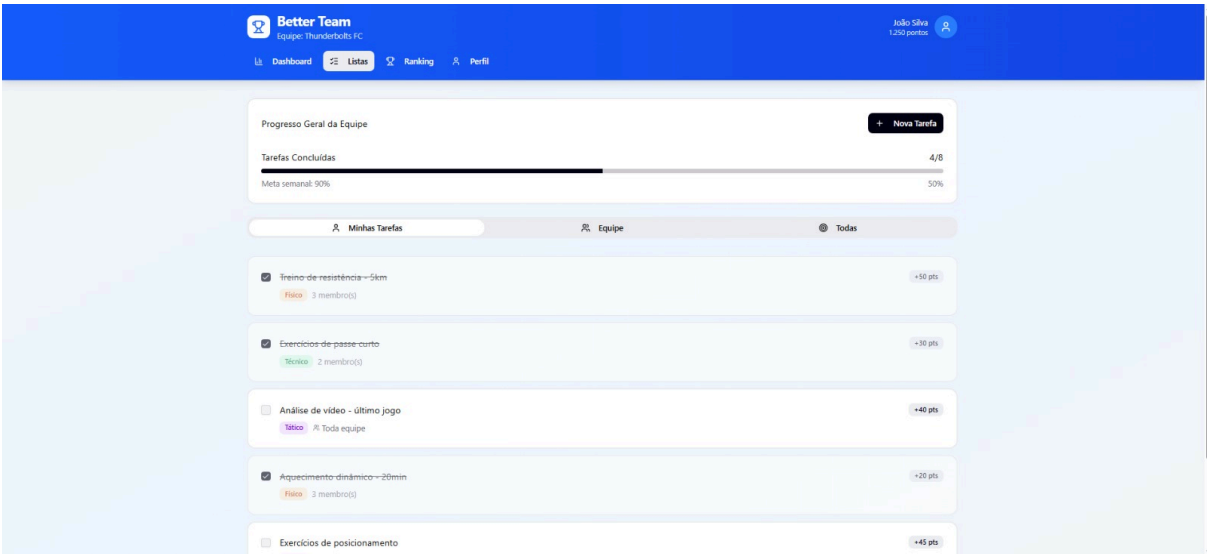 Better Team
Equipe: Thunderbolts FC
João Silva
1.250 pontos
Dashboard Listas Ranking Perfil
Progresso Geral da Equipe
+ Nova Tarefa
Tarefas Concluídas 4/8
Meta semanal: 90% 50%
Minhas Tarefas Equipe Todas
Treino de resistência - 5km +50 pts
Físico 3 membro(s)
Exercícios de passe curto +30 pts
Técnico 2 membro(s)
Análise de vídeo - último jogo +40 pts
Tático Toda equipe
Aquecimento dinâmico - 20min +20 pts
Físico 3 membro(s)
Exercícios de posicionamento +45 pts